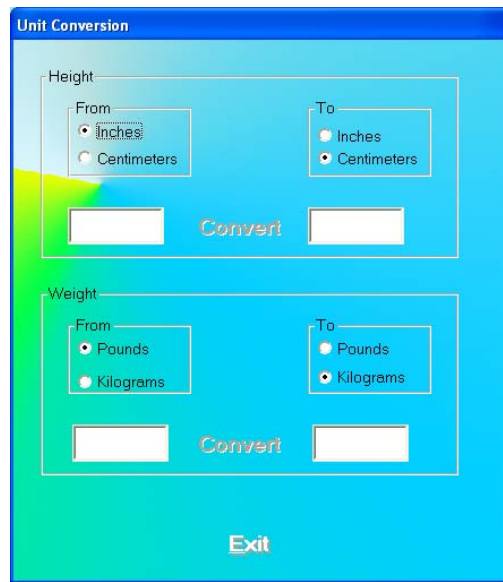 Unit Conversion
Height
From To
Inches Inches
Centimeters Centimeters
Convert
Weight
From To
Pounds Pounds
Kilograms Kilograms
Convert
Exit